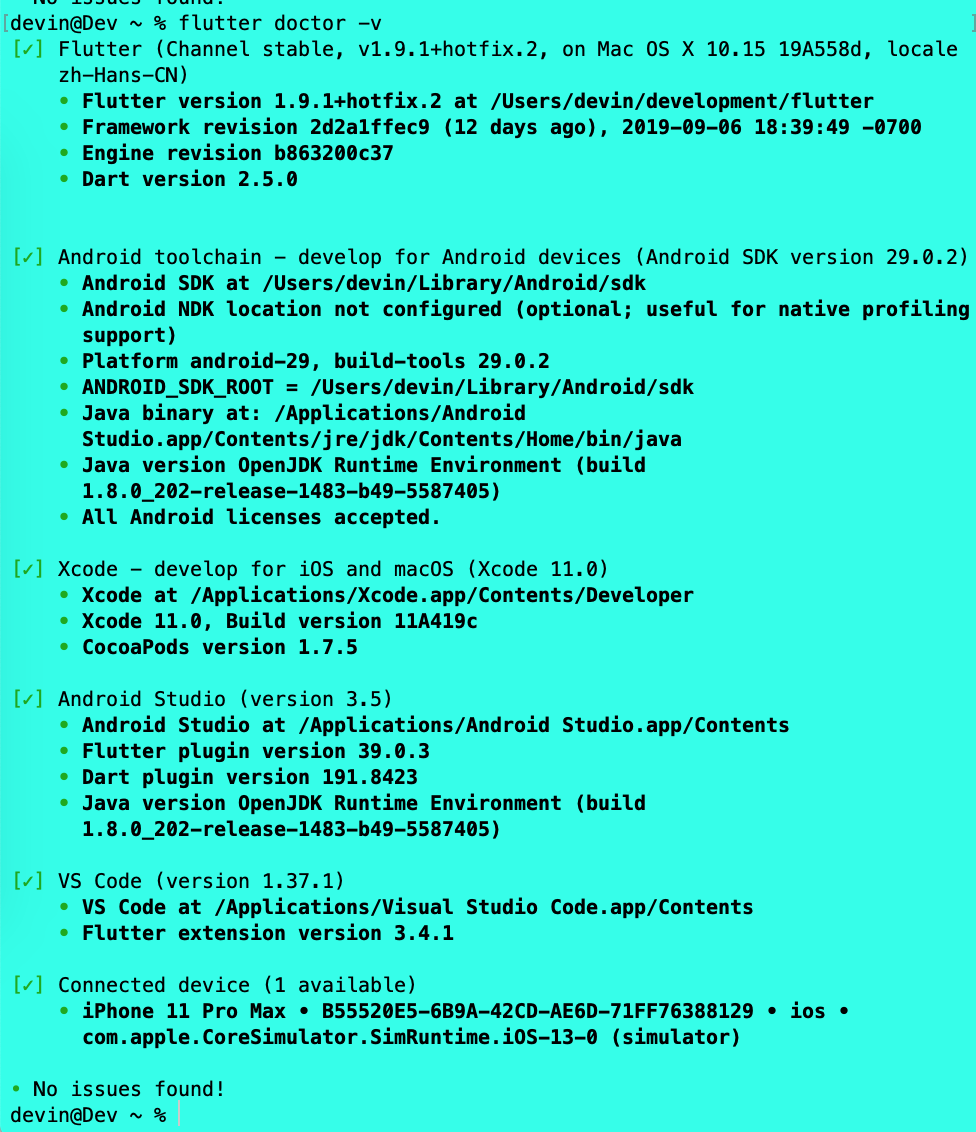 No issues found!
[devin@Dev ~ % flutter doctor -v ]
[✓] Flutter (Channel stable, v1.9.1+hotfix.2, on Mac OS X 10.15 19A558d, locale
zh-Hans-CN)
• Flutter version 1.9.1+hotfix.2 at /Users/devin/development/flutter
• Framework revision 2d2a1ffec9 (12 days ago), 2019-09-06 18:39:49 -0700
• Engine revision b863200c37
• Dart version 2.5.0
[✓] Android toolchain - develop for Android devices (Android SDK version 29.0.2)
• Android SDK at /Users/devin/Library/Android/sdk
• Android NDK location not configured (optional; useful for native profiling
support)
• Platform android-29, build-tools 29.0.2
• ANDROID_SDK_ROOT = /Users/devin/Library/Android/sdk
• Java binary at: /Applications/Android
Studio.app/Contents/jre/jdk/Contents/Home/bin/java
• Java version OpenJDK Runtime Environment (build
1.8.0_202-release-1483-b49-5587405)
• All Android licenses accepted.
[✓] Xcode - develop for iOS and macOS (Xcode 11.0)
• Xcode at /Applications/Xcode.app/Contents/Developer
• Xcode 11.0, Build version 11A419c
• CocoaPods version 1.7.5
[✓] Android Studio (version 3.5)
• Android Studio at /Applications/Android Studio.app/Contents
• Flutter plugin version 39.0.3
• Dart plugin version 191.8423
• Java version OpenJDK Runtime Environment (build
1.8.0_202-release-1483-b49-5587405)
[✓] VS Code (version 1.37.1)
• VS Code at /Applications/Visual Studio Code.app/Contents
• Flutter extension version 3.4.1
[✓] Connected device (1 available)
• iPhone 11 Pro Max • B55520E5-6B9A-42CD-AE6D-71FF76388129 • ios •
com.apple.CoreSimulator.SimRuntime.iOS-13-0 (simulator)
• No issues found!
devin@Dev ~ %